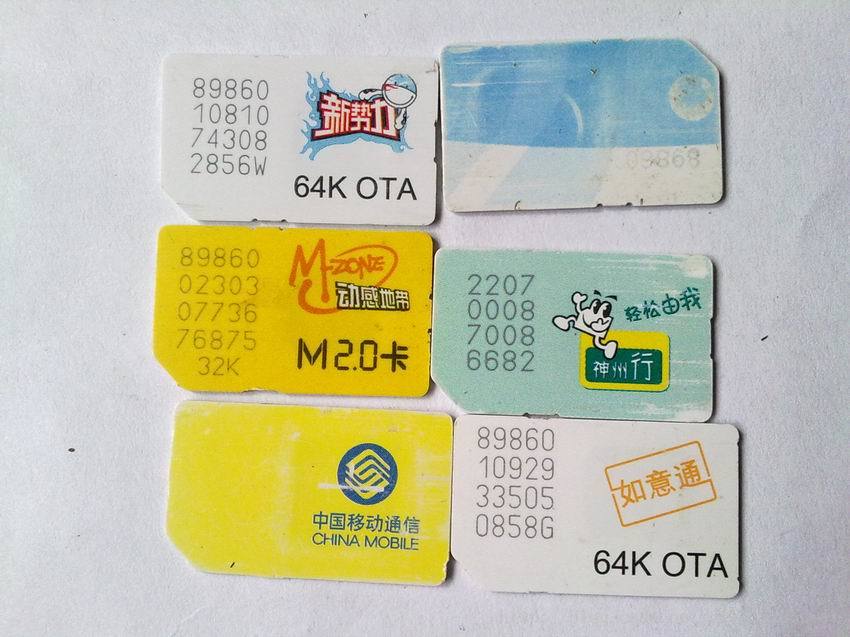 89860
10810
74308
2856W
新势力
64K OTA
09868
89860
02303
07736
76875
32K
M-ZONE
动感地带
M2.0卡
2207
0008
7008
6682
轻松由我
神州行
中国移动通信
CHINA MOBILE
89860
10929
33505
0858G
如意通
64K OTA